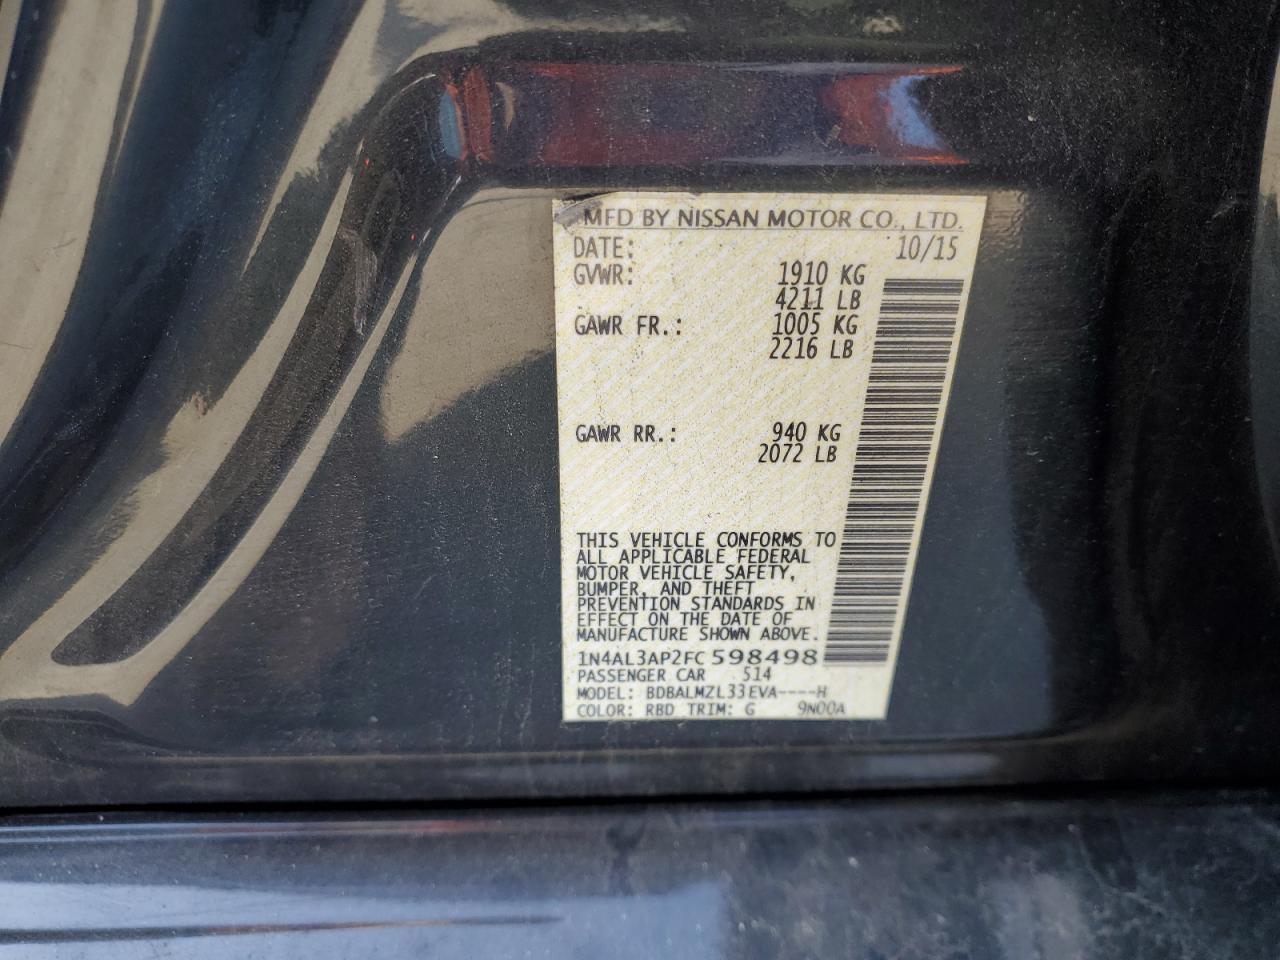 MFD BY NISSAN MOTOR CO., LTD.
DATE: 10/15
GVWR: 1910 KG
4211 LB
GAWR FR.: 1005 KG
2216 LB
GAWR RR.: 940 KG
2072 LB
THIS VEHICLE CONFORMS TO
ALL APPLICABLE FEDERAL
MOTOR VEHICLE SAFETY,
BUMPER, AND THEFT
PREVENTION STANDARDS IN
EFFECT ON THE DATE OF
MANUFACTURE SHOWN ABOVE.
1N4AL3AP2FC598498
PASSENGER CAR 514
MODEL: BDBALMZL33EVA----H
COLOR: RBD TRIM: G 9N00A